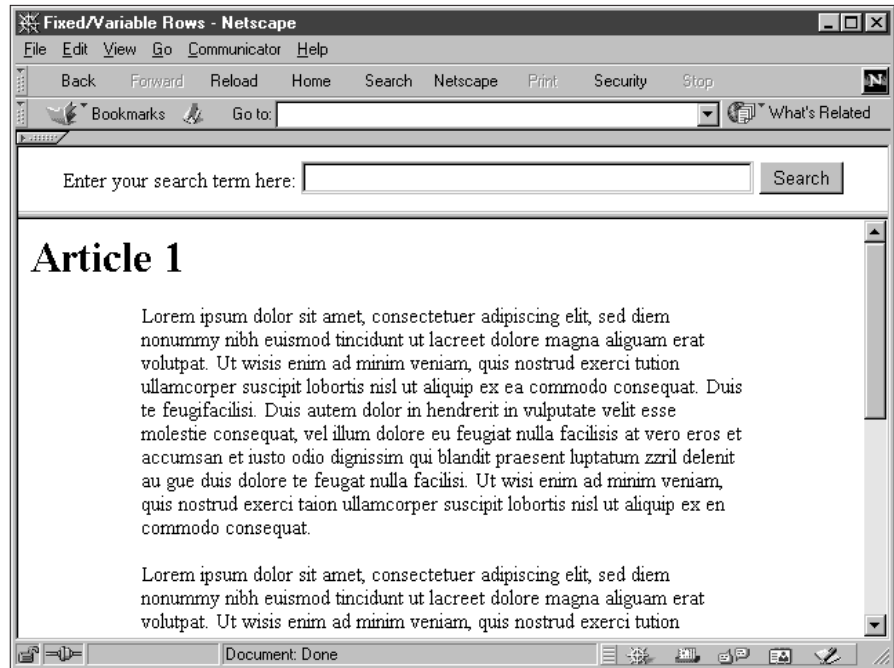 Fixed/Variable Rows - Netscape
File Edit View Go Communicator Help
Back Forward Reload Home Search Netscape Print Security Stop N
Bookmarks Go to: What's Related
Enter your search term here: Search
Article 1
Lorem ipsum dolor sit amet, consectetuer adipiscing elit, sed diem
nonummy nibh euismod tincidunt ut lacreet dolore magna aliguam erat
volutpat. Ut wisis enim ad minim veniam, quis nostrud exerci tution
ullamcorper suscipit lobortis nisl ut aliquip ex ea commodo consequat. Duis
te feugifacilisi. Duis autem dolor in hendrerit in vulputate velit esse
molestie consequat, vel illum dolore eu feugiat nulla facilisis at vero eros et
accumsan et iusto odio dignissim qui blandit praesent luptatum zzril delenit
au gue duis dolore te feugat nulla facilisi. Ut wisi enim ad minim veniam,
quis nostrud exerci taion ullamcorper suscipit lobortis nisl ut aliquip ex en
commodo consequat.
Lorem ipsum dolor sit amet, consectetuer adipiscing elit, sed diem
nonummy nibh euismod tincidunt ut lacreet dolore magna aliguam erat
volutpat. Ut wisis enim ad minim veniam, quis nostrud exerci tution
Document: Done